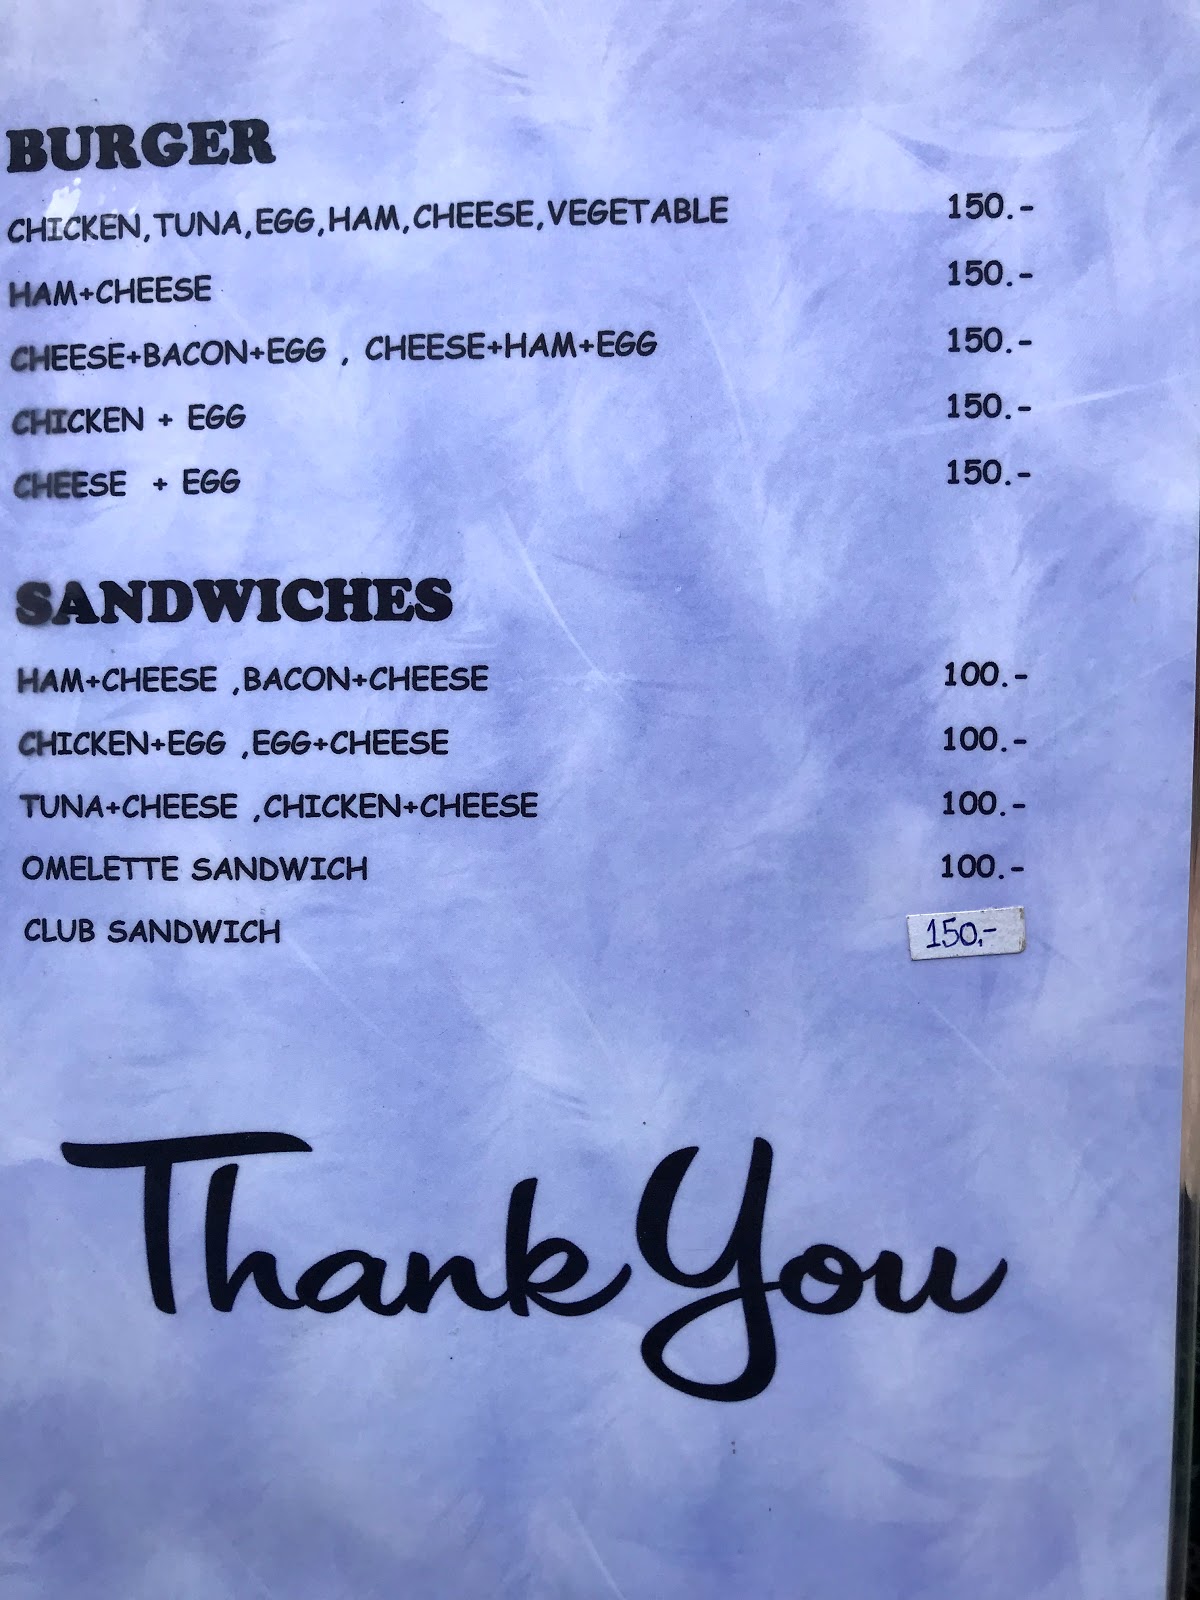 BURGER
CHICKEN,TUNA,EGG,HAM,CHEESE,VEGETABLE 150.-
HAM+CHEESE 150.-
CHEESE+BACON+EGG , CHEESE+HAM+EGG 150.-
CHICKEN + EGG 150.-
CHEESE + EGG 150.-
SANDWICHES
HAM+CHEESE ,BACON+CHEESE 100.-
CHICKEN+EGG ,EGG+CHEESE 100.-
TUNA+CHEESE ,CHICKEN+CHEESE 100.-
OMELETTE SANDWICH 100.-
CLUB SANDWICH 150.-
Thank You